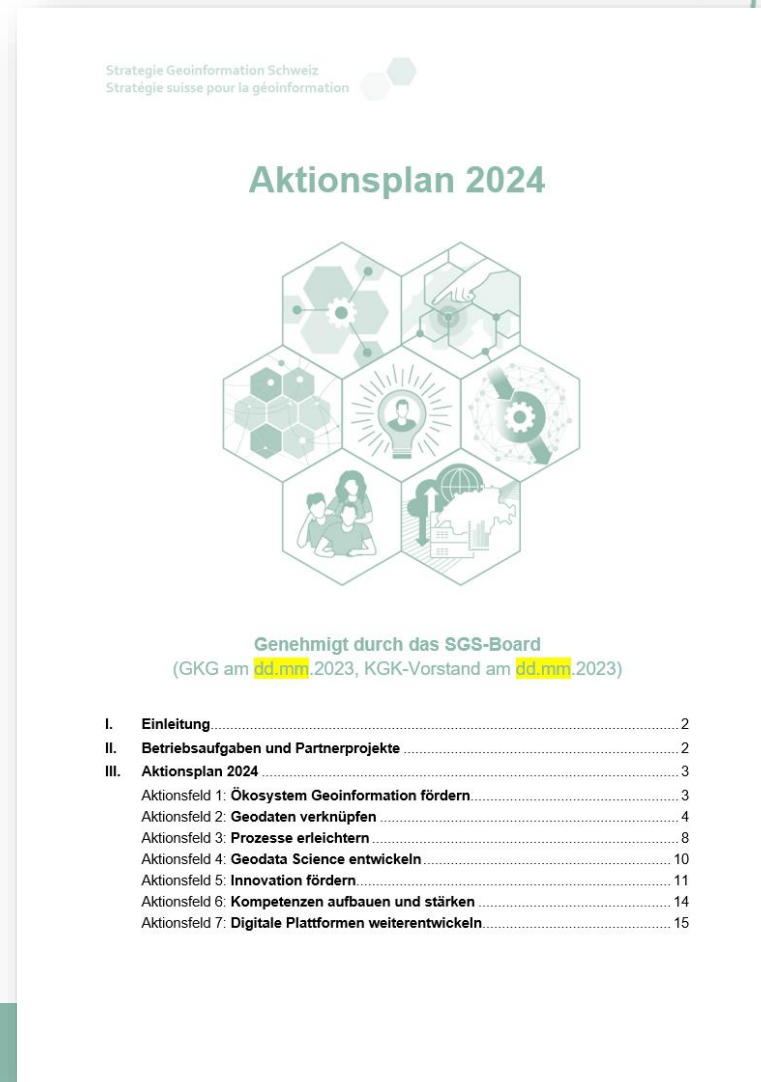 Strategie Geoinformation Schweiz
Stratégie suisse pour la géoinformation
Aktionsplan 2024
Genehmigt durch das SGS-Board
(GKG am dd.mm.2023, KGK-Vorstand am dd.mm.2023)
I. Einleitung 2
II. Betriebsaufgaben und Partnerprojekte 2
III. Aktionsplan 2024 3
Aktionsfeld 1: Ökosystem Geoinformation fördern 3
Aktionsfeld 2: Geodaten verknüpfen 4
Aktionsfeld 3: Prozesse erleichtern 8
Aktionsfeld 4: Geodata Science entwickeln 10
Aktionsfeld 5: Innovation fördern 11
Aktionsfeld 6: Kompetenzen aufbauen und stärken 14
Aktionsfeld 7: Digitale Plattformen weiterentwickeln 15